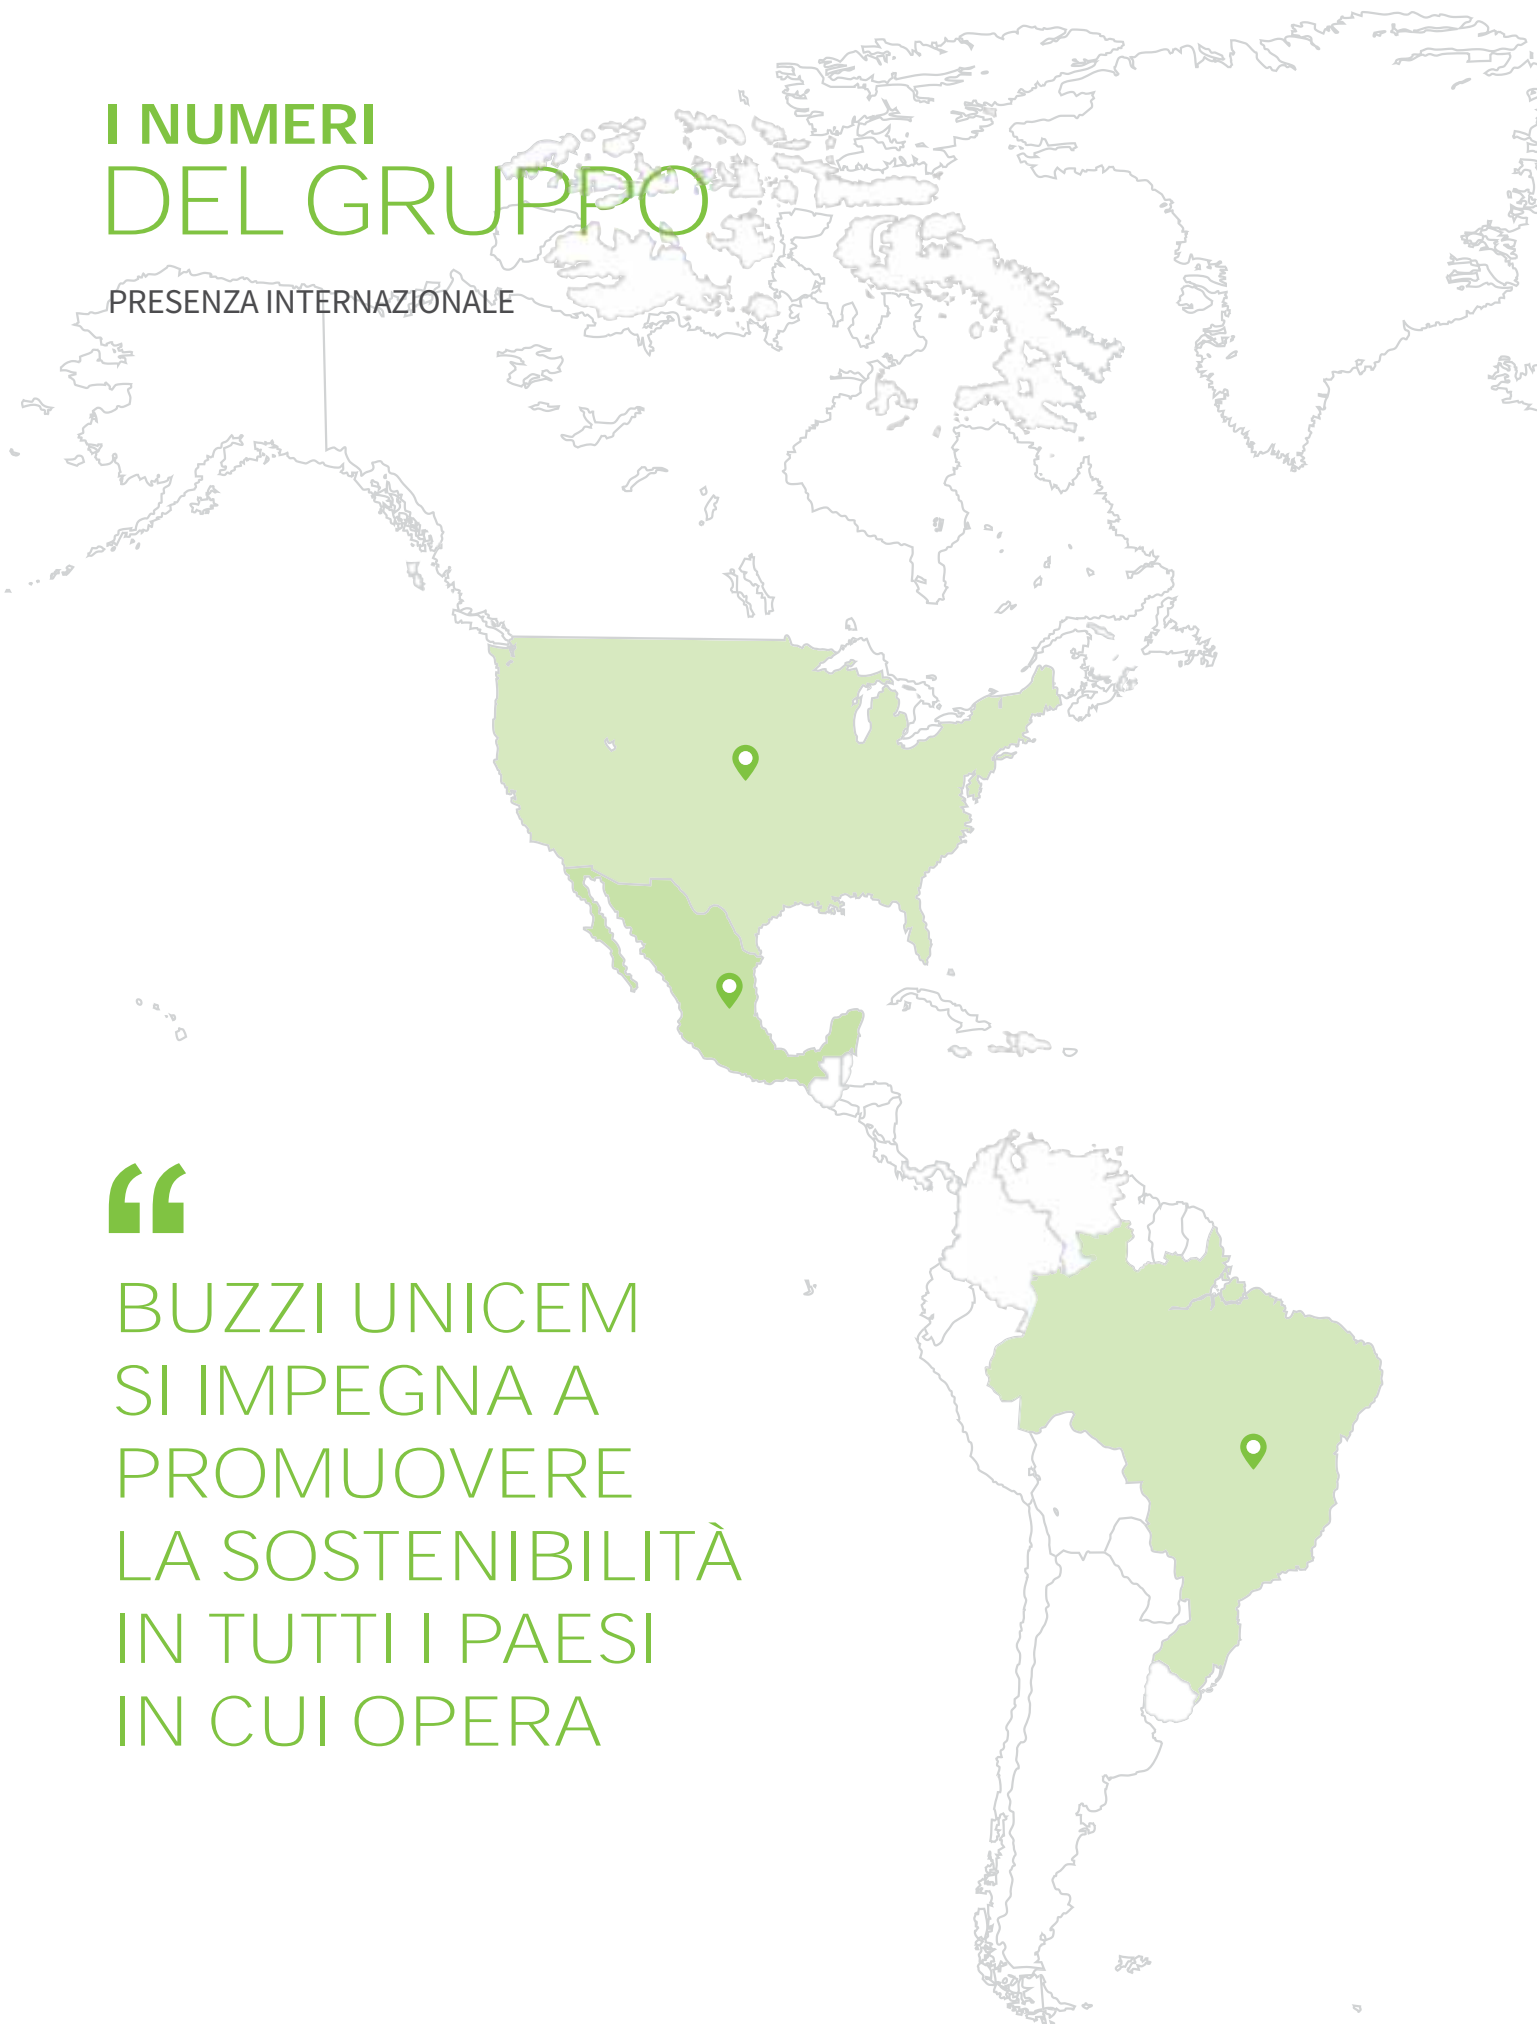 I NUMERI
DEL GRUPPO
PRESENZA INTERNAZIONALE
“
BUZZI UNICEM
SI IMPEGNA A
PROMUOVERE
LA SOSTENIBILITÀ
IN TUTTI I PAESI
IN CUI OPERA